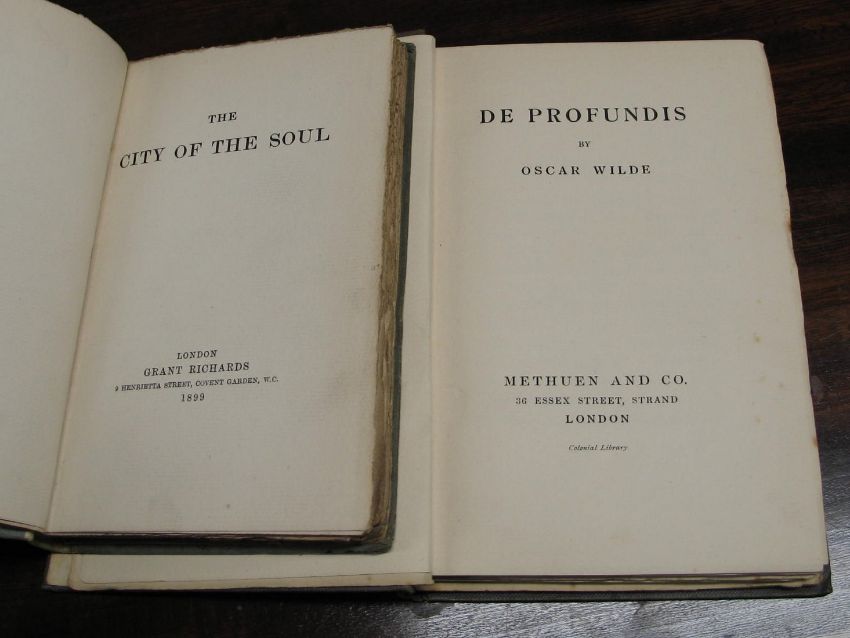 THE
CITY OF THE SOUL
LONDON
GRANT RICHARDS
9 HENRIETTA STREET, COVENT GARDEN, W.C.
1899
DE PROFUNDIS
BY
OSCAR WILDE
METHUEN AND CO.
36 ESSEX STREET, STRAND
LONDON
Colonial Library